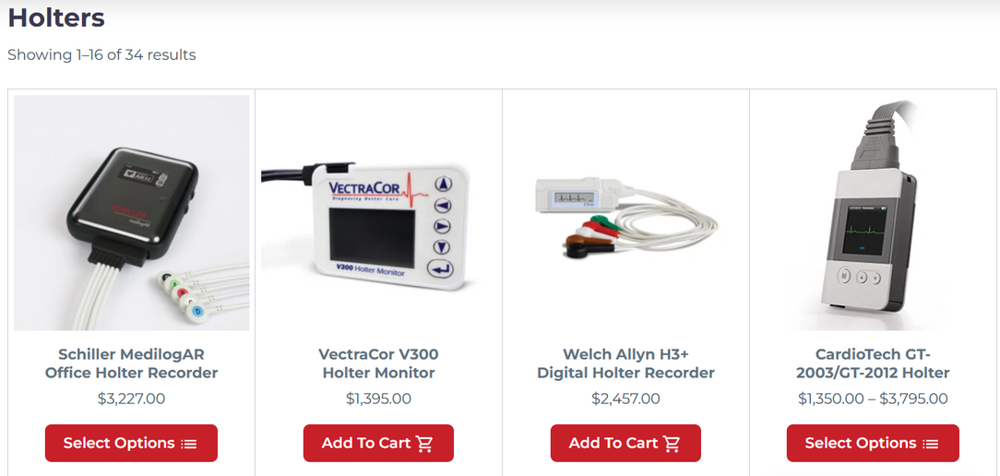 Holters
Showing 1–16 of 34 results
SCHILLER
medilogAR
VECTRACOR
Diagnosing Better Care
V300 Holter Monitor
M
D
Schiller MedilogAR
Office Holter Recorder
$3,227.00
Select Options
VectraCor V300
Holter Monitor
$1,395.00
Add To Cart
Welch Allyn H3+
Digital Holter Recorder
$2,457.00
Add To Cart
CardioTech GT-
2003/GT-2012 Holter
$1,350.00 – $3,795.00
Select Options